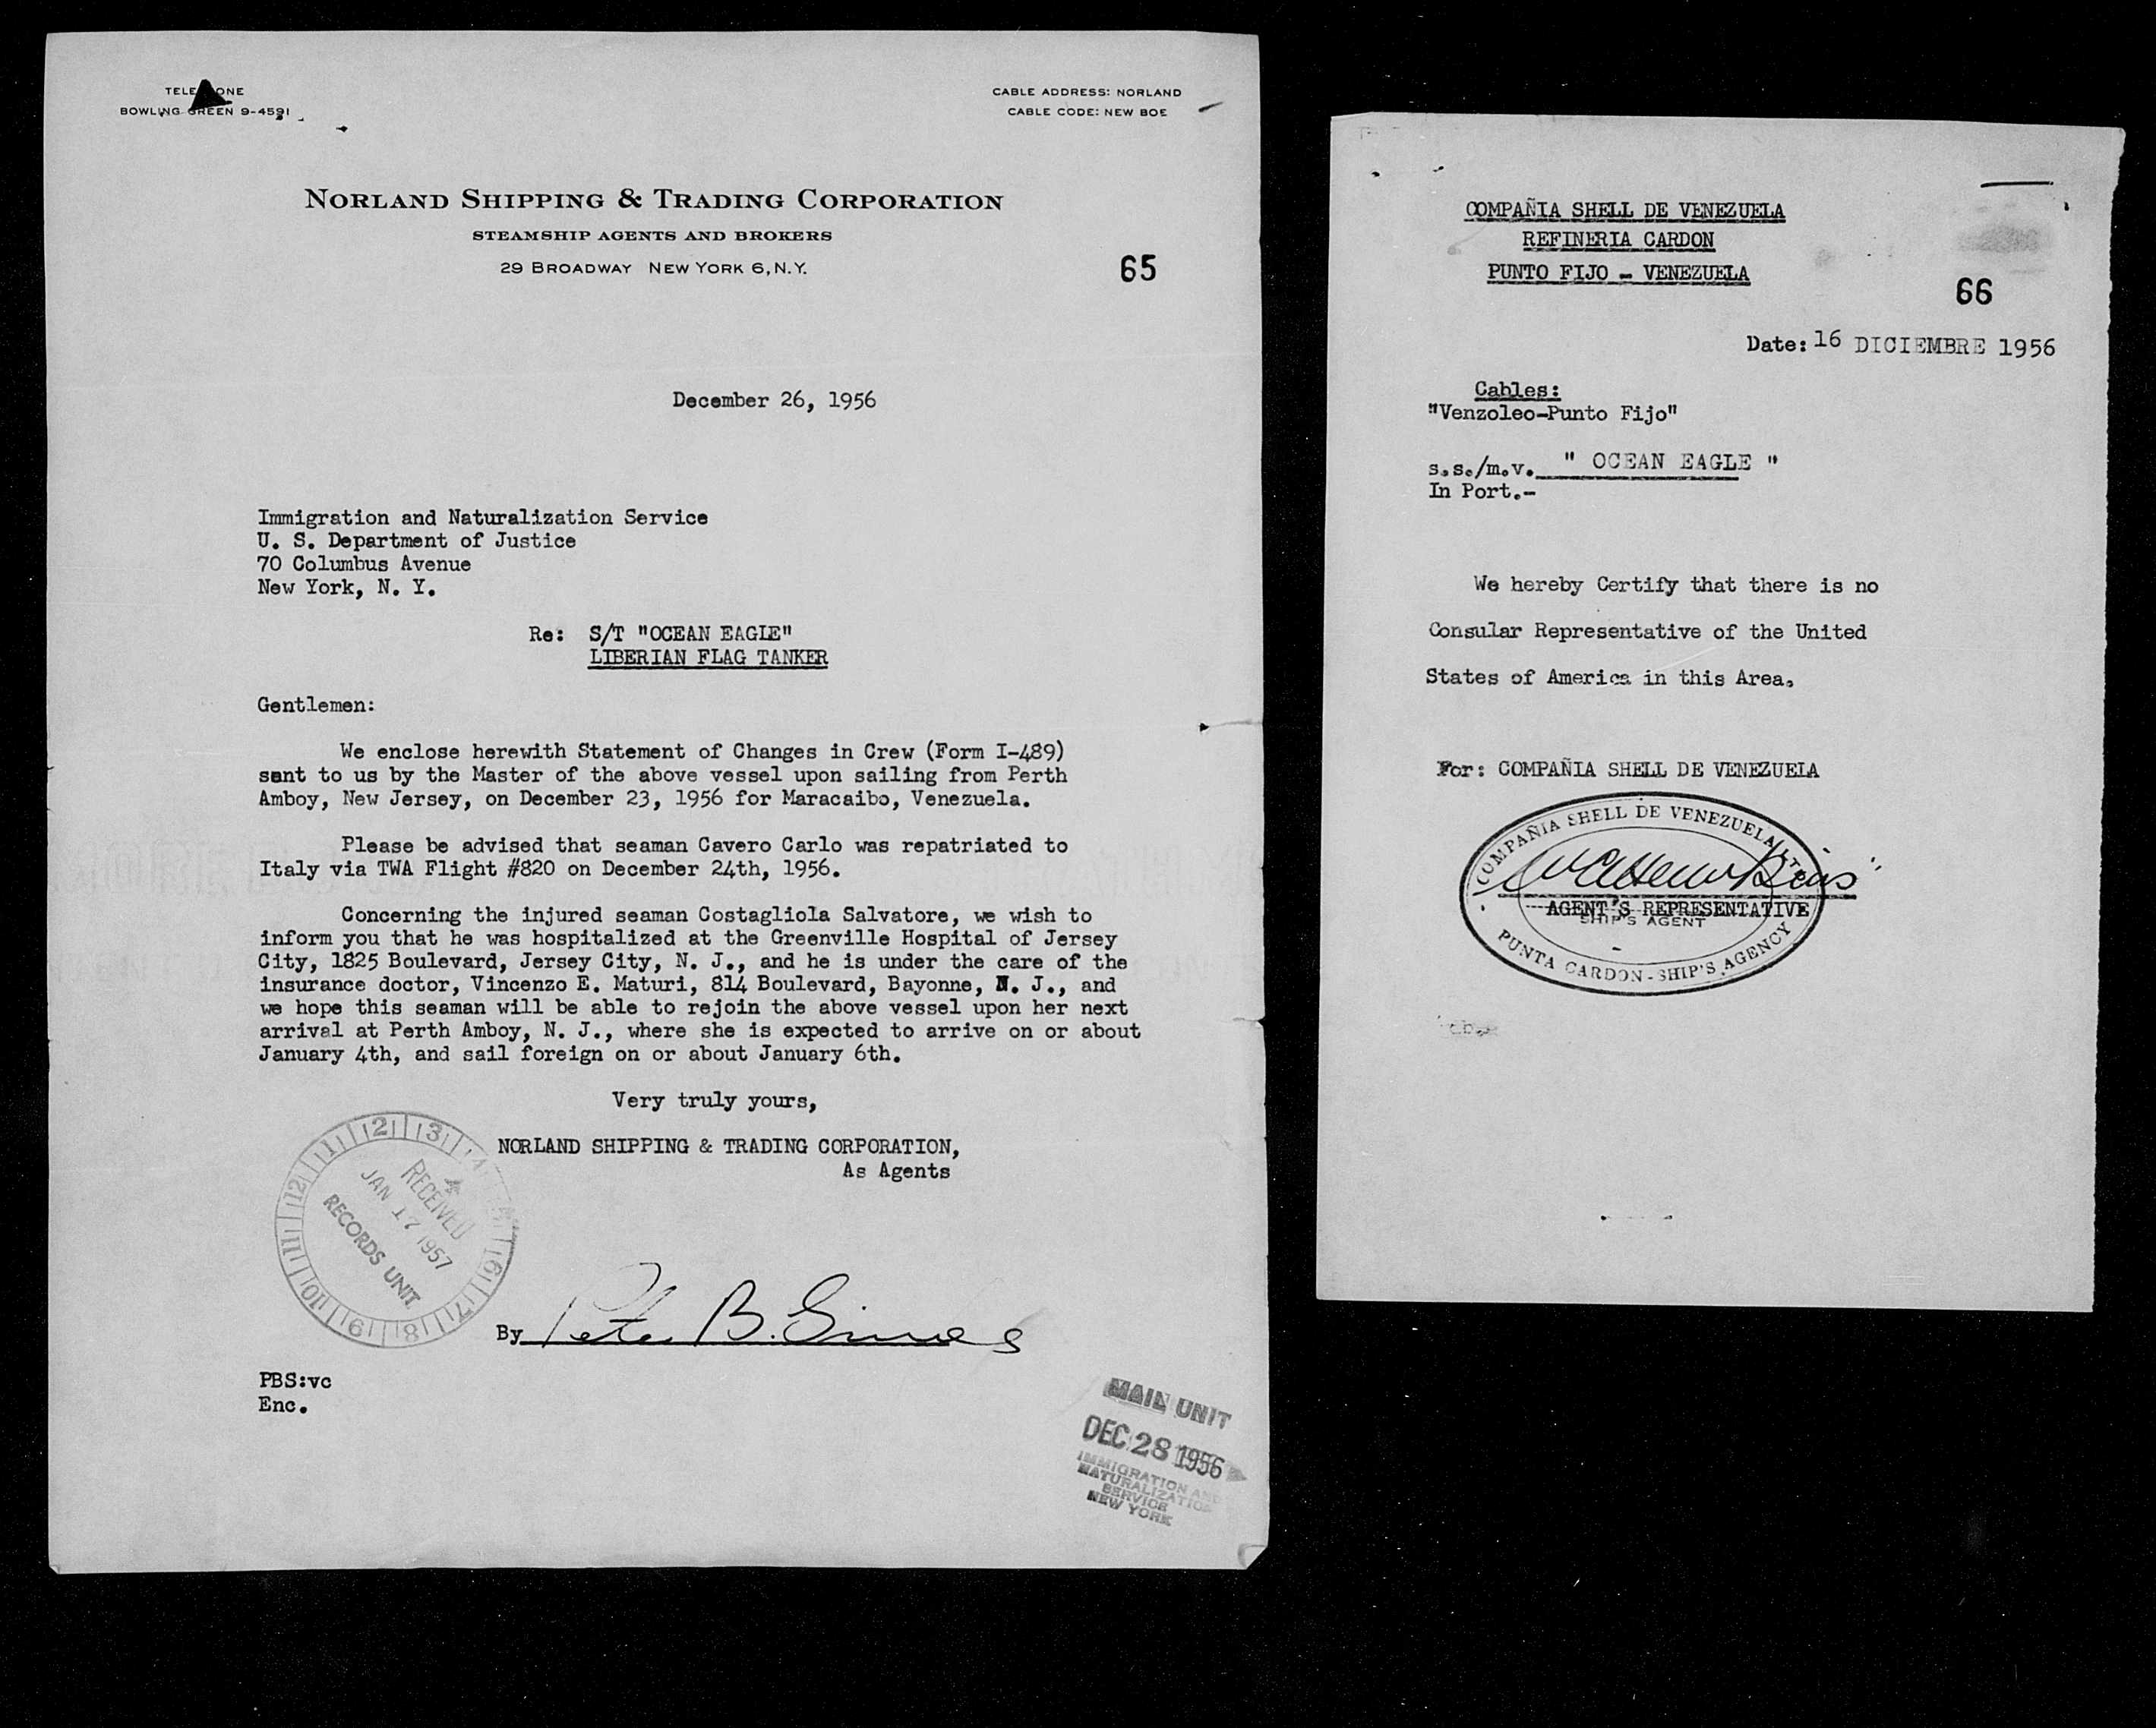 TELEPHONE
BOWLING GREEN 9-4591
CABLE ADDRESS: NORLAND
CABLE CODE: NEW BOE
NORLAND SHIPPING & TRADING CORPORATION
STEAMSHIP AGENTS AND BROKERS
29 BROADWAY NEW YORK 6, N.Y.
65
December 26, 1956
Immigration and Naturalization Service
U. S. Department of Justice
70 Columbus Avenue
New York, N. Y.
Re: S/T "OCEAN EAGLE"
LIBERIAN FLAG TANKER
Gentlemen:
We enclose herewith Statement of Changes in Crew (Form I-489)
sent to us by the Master of the above vessel upon sailing from Perth
Amboy, New Jersey, on December 23, 1956 for Maracaibo, Venezuela.
Please be advised that seaman Cavero Carlo was repatriated to
Italy via TWA Flight #820 on December 24th, 1956.
Concerning the injured seaman Costagliola Salvatore, we wish to
inform you that he was hospitalized at the Greenville Hospital of Jersey
City, 1825 Boulevard, Jersey City, N. J., and he is under the care of the
insurance doctor, Vincenzo E. Maturi, 814 Boulevard, Bayonne, N. J., and
we hope this seaman will be able to rejoin the above vessel upon her next
arrival at Perth Amboy, N. J., where she is expected to arrive on or about
January 4th, and sail foreign on or about January 6th.
Very truly yours,
NORLAND SHIPPING & TRADING CORPORATION,
As Agents
12 1 2 3 4 6 7 8 9 10 11
RECEIVED
JAN 17 1957
RECORDS UNIT
By Peter B.
PBS:vc
Enc.
MAIL UNIT
DEC 28 1956
IMMIGRATION AND
NATURALIZATION
SERVICE
NEW YORK
COMPAÑIA SHELL DE VENEZUELA
REFINERIA CARDON
PUNTO FIJO - VENEZUELA
66
Date: 16 DICIEMBRE 1956
Cables:
"Venzoleo-Punto Fijo"
s.s./m.v. " OCEAN EAGLE "
In Port.-
We hereby Certify that there is no
Consular Representative of the United
States of America in this Area.
For: COMPAÑIA SHELL DE VENEZUELA
COMPAÑIA SHELL DE VENEZUELA LTD
AGENT'S REPRESENTATIVE
SHIP'S AGENT
PUNTA CARDON - SHIP'S AGENCY